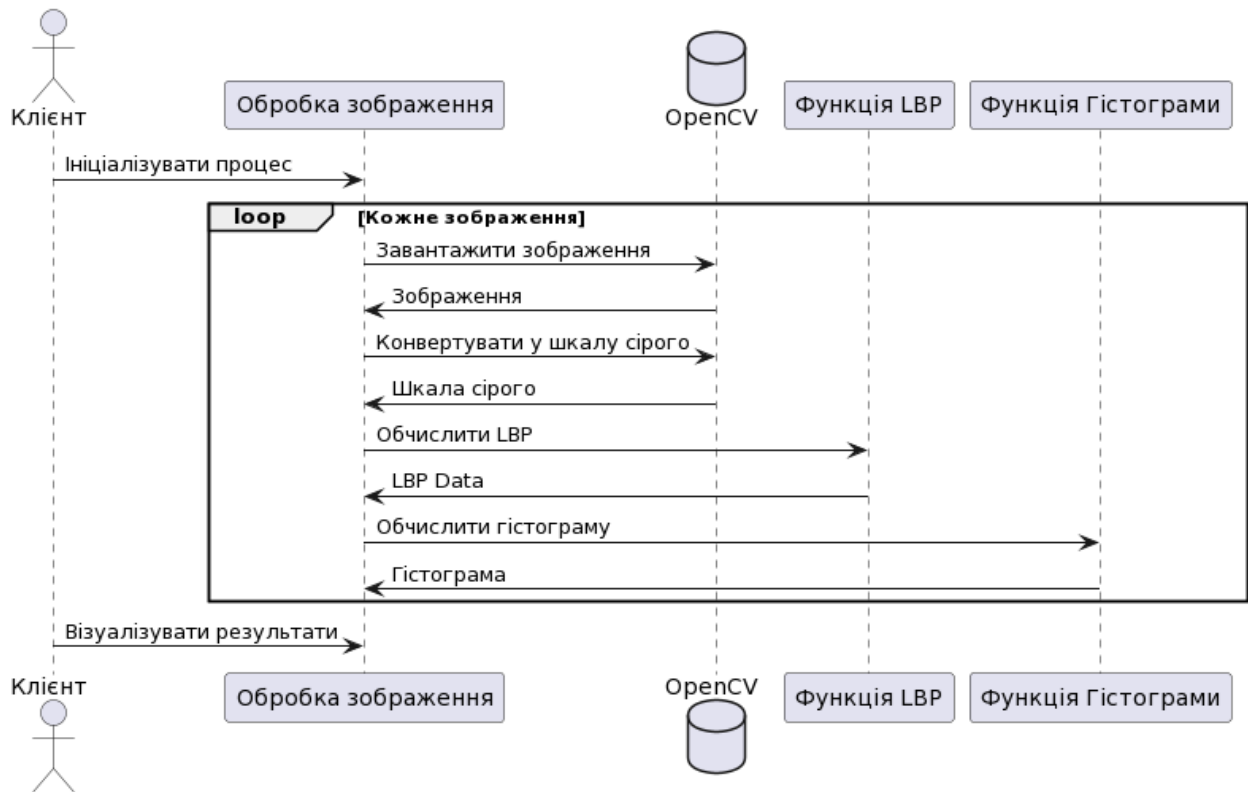 Клієнт
Обробка зображення
OpenCV
Функція LBP
Функція Гістограми
Ініціалізувати процес
loop [Кожне зображення]
Завантажити зображення
Зображення
Конвертувати у шкалу сірого
Шкала сірого
Обчислити LBP
LBP Data
Обчислити гістограму
Гістограма
Візуалізувати результати
Клієнт
Обробка зображення
OpenCV
Функція LBP
Функція Гістограми